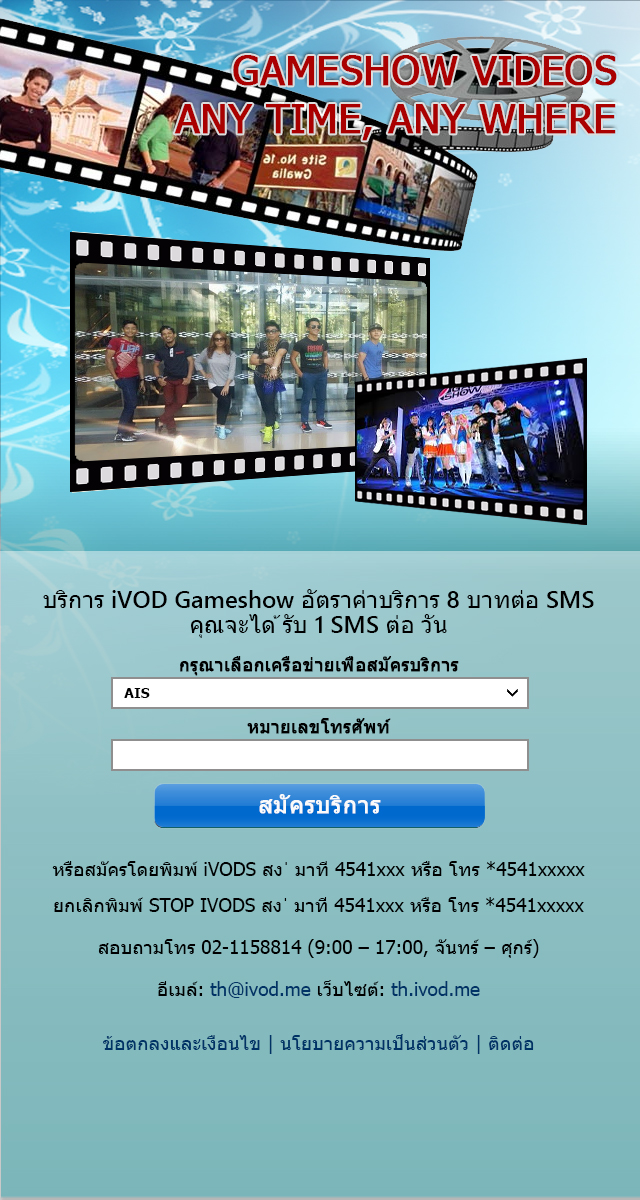 GAMESHOW VIDEOS
ANY TIME, ANY WHERE
Site No.16
Gwalia
SHOW
บริการ iVOD Gameshow อัตราค่าบริการ 8 บาทต่อ SMS
คุณจะได้รับ 1 SMS ต่อ วัน
กรุณาเลือกเครือข่ายเพื่อสมัครบริการ
AIS
หมายเลขโทรศัพท์
สมัครบริการ
หรือสมัครโดยพิมพ์ iVODS ส่ง มาที่ 4541xxx หรือ โทร *4541xxxxx
ยกเลิกพิมพ์ STOP IVODS ส่ง มาที่ 4541xxx หรือ โทร *4541xxxxx
สอบถามโทร 02-1158814 (9:00 – 17:00, จันทร์ – ศุกร์)
อีเมล์: th@ivod.me เว็บไซต์: th.ivod.me
ข้อตกลงและเงื่อนไข | นโยบายความเป็นส่วนตัว | ติดต่อ